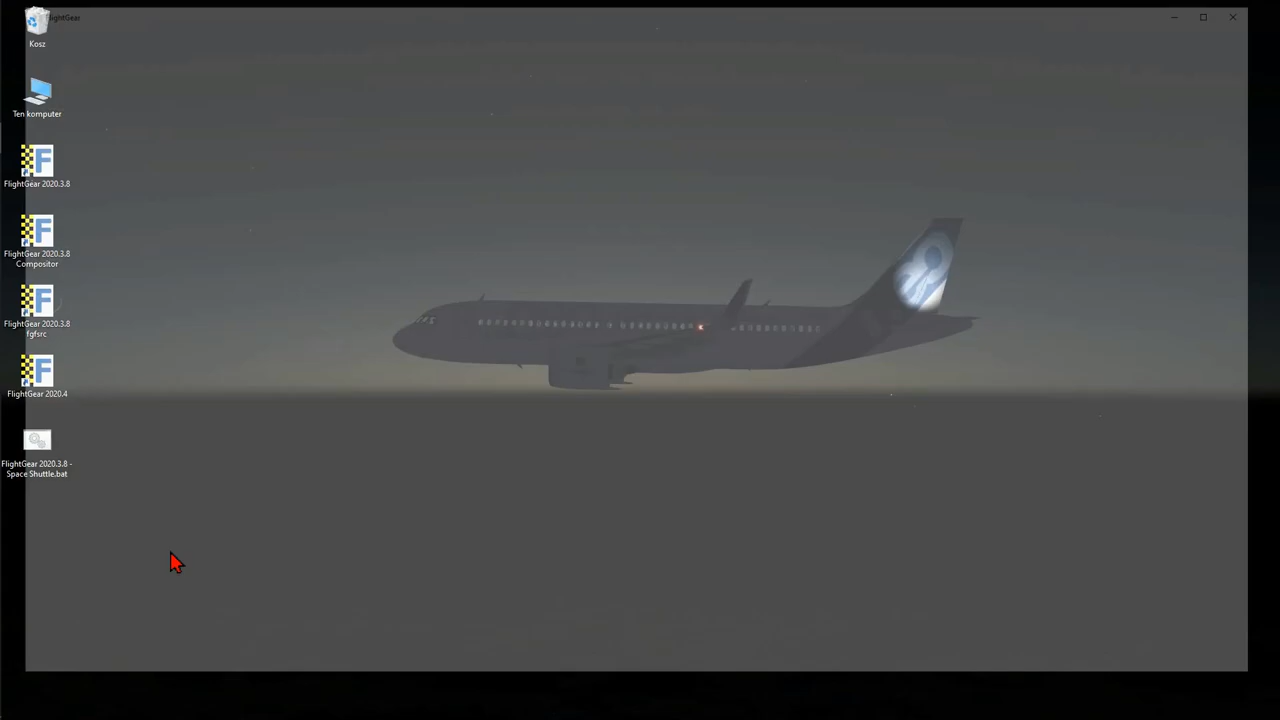 FlightGear
Kosz
Ten komputer
FlightGear 2020.3.8
FlightGear 2020.3.8
Compositor
FlightGear 2020.3.8
fgfsrc
FlightGear 2020.4
FlightGear 2020.3.8 -
Space Shuttle.bat